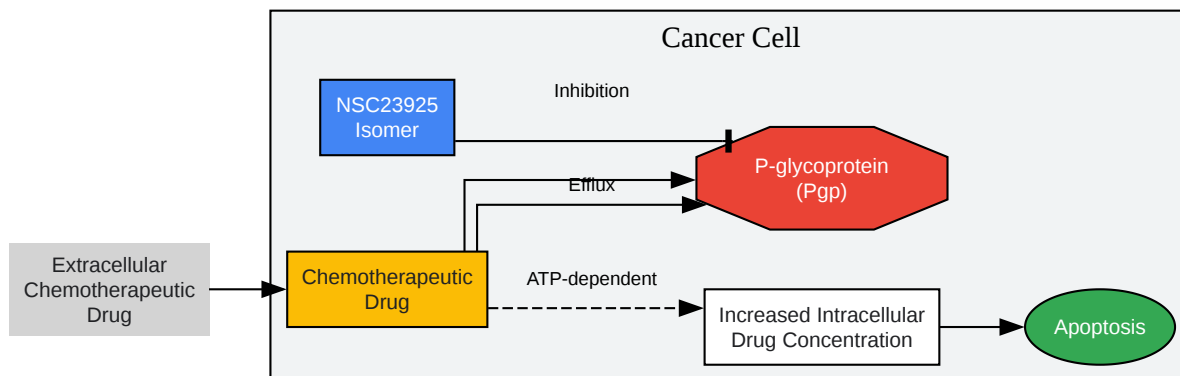 Cancer Cell
NSC23925
Isomer
Inhibition
P-glycoprotein
(Pgp)
Efflux
Extracellular
Chemotherapeutic
Drug
Chemotherapeutic
Drug
ATP-dependent
Increased Intracellular
Drug Concentration
Apoptosis